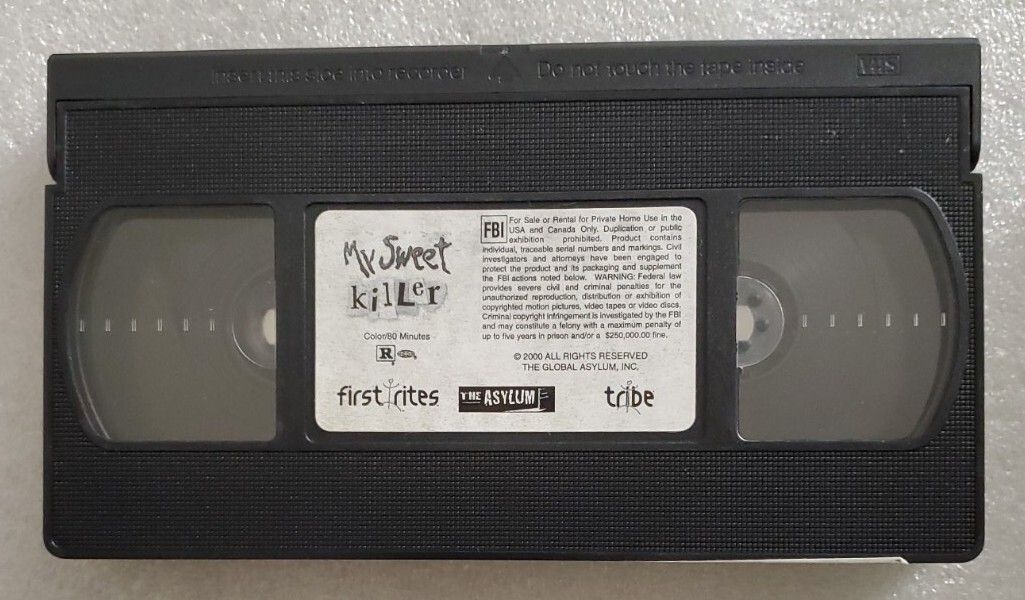 Insert this side into recorder Do not touch the tape inside VHS
My Sweet
killer
Color/80 Minutes
R
FBI
For Sale or Rental for Private Home Use in the
USA and Canada Only. Duplication or public
exhibition prohibited. Product contains
individual, traceable serial numbers and markings. Civil
investigators and attorneys have been engaged to
protect the product and its packaging and supplement
the FBI actions noted below. WARNING: Federal law
provides severe civil and criminal penalties for the
unauthorized reproduction, distribution or exhibition of
copyrighted motion pictures, video tapes or video discs.
Criminal copyright infringement is investigated by the FBI
and may constitute a felony with a maximum penalty of
up to five years in prison and/or a $250,000.00 fine.
© 2000 ALL RIGHTS RESERVED
THE GLOBAL ASYLUM, INC.
first rites THE ASYLUM tribe